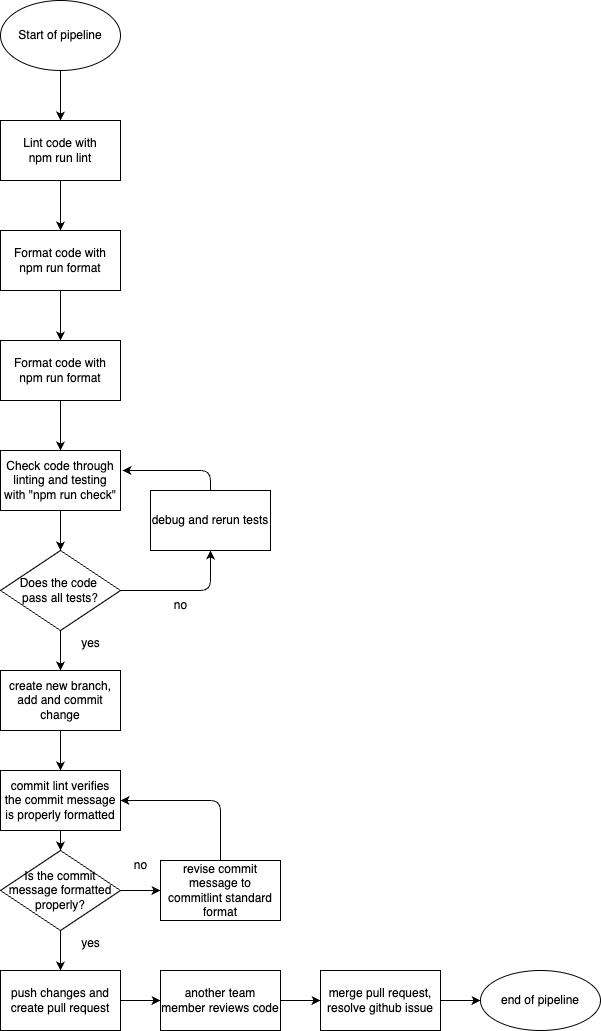 Start of pipeline
Lint code with
npm run lint
Format code with
npm run format
Format code with
npm run format
Check code through
linting and testing
with "npm run check"
debug and rerun tests
Does the code
pass all tests?
no
yes
create new branch,
add and commit
change
commit lint verifies
the commit message
is properly formatted
Is the commit
message formatted
properly?
no
revise commit
message to
commitlint standard
format
yes
push changes and
create pull request
another team
member reviews code
merge pull request,
resolve github issue
end of pipeline